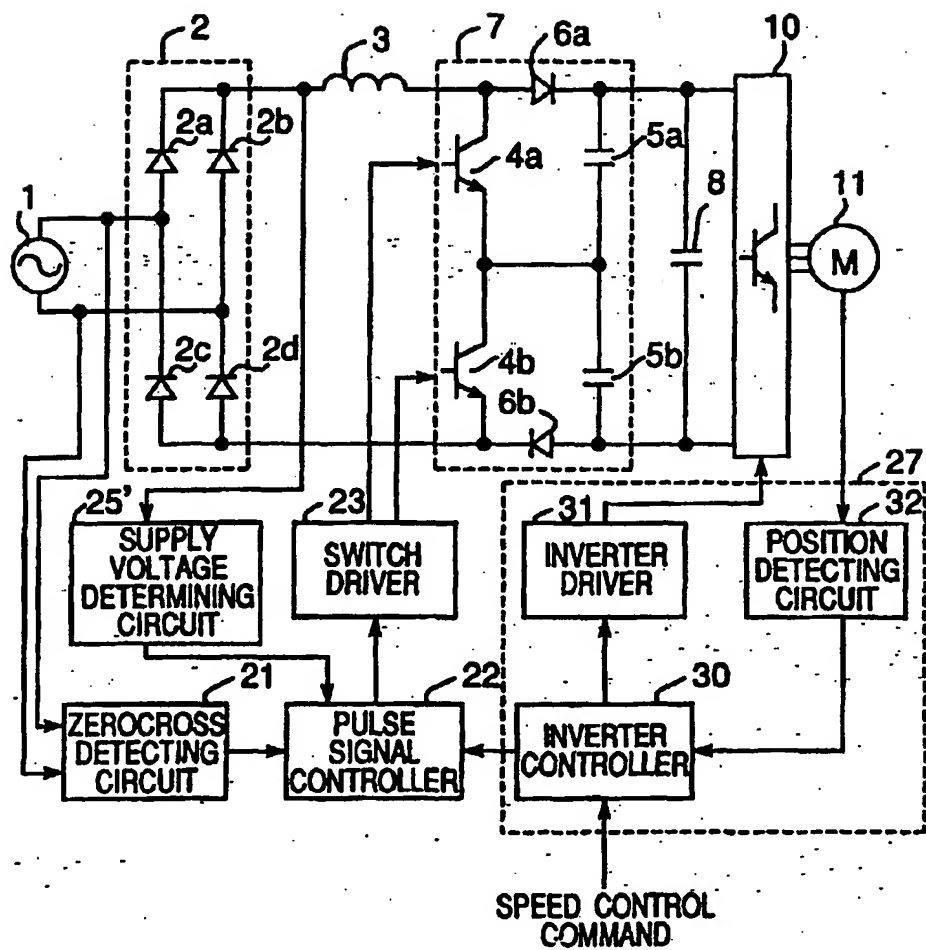 2
3
7
6a
10
2a
2b
4a
5a
8
11
1
M
2c
2d
4b
5b
6b
27
25'
23
31
32
SUPPLY
VOLTAGE
DETERMINING
CIRCUIT
SWITCH
DRIVER
INVERTER
DRIVER
POSITION
DETECTING
CIRCUIT
21
22
30
ZEROCROSS
DETECTING
CIRCUIT
PULSE
SIGNAL
CONTROLLER
INVERTER
CONTROLLER
SPEED CONTROL
COMMAND